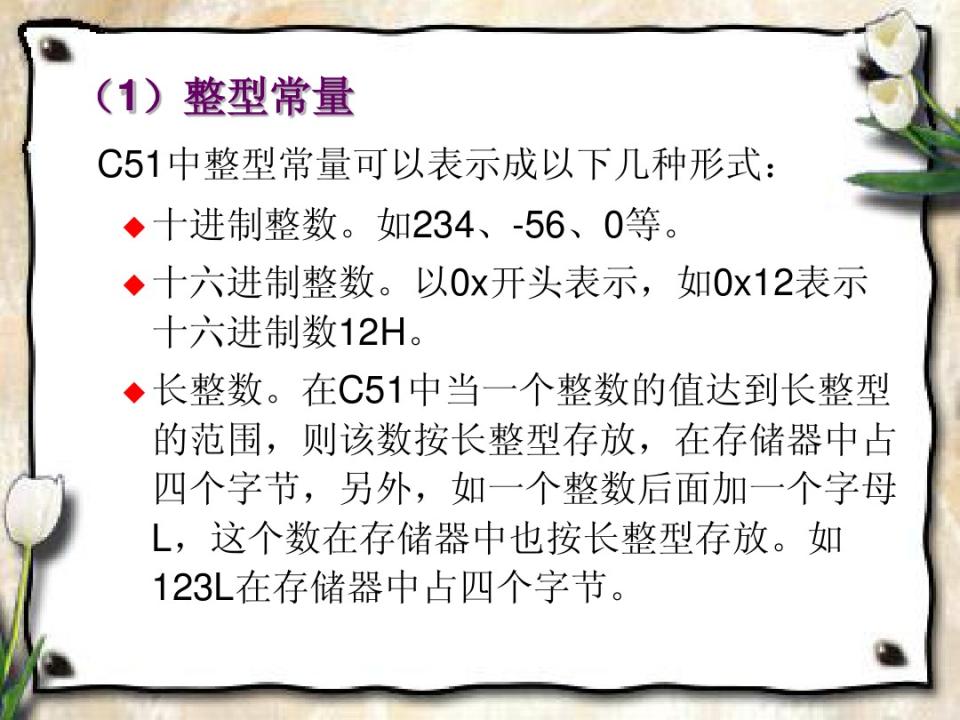 （1）整型常量
C51中整型常量可以表示成以下几种形式：
◆十进制整数。如234、-56、0等。
◆十六进制整数。以0x开头表示，如0x12表示
十六进制数12H。
◆长整数。在C51中当一个整数的值达到长整型
的范围，则该数按长整型存放，在存储器中占
四个字节，另外，如一个整数后面加一个字母
L，这个数在存储器中也按长整型存放。如
123L在存储器中占四个字节。